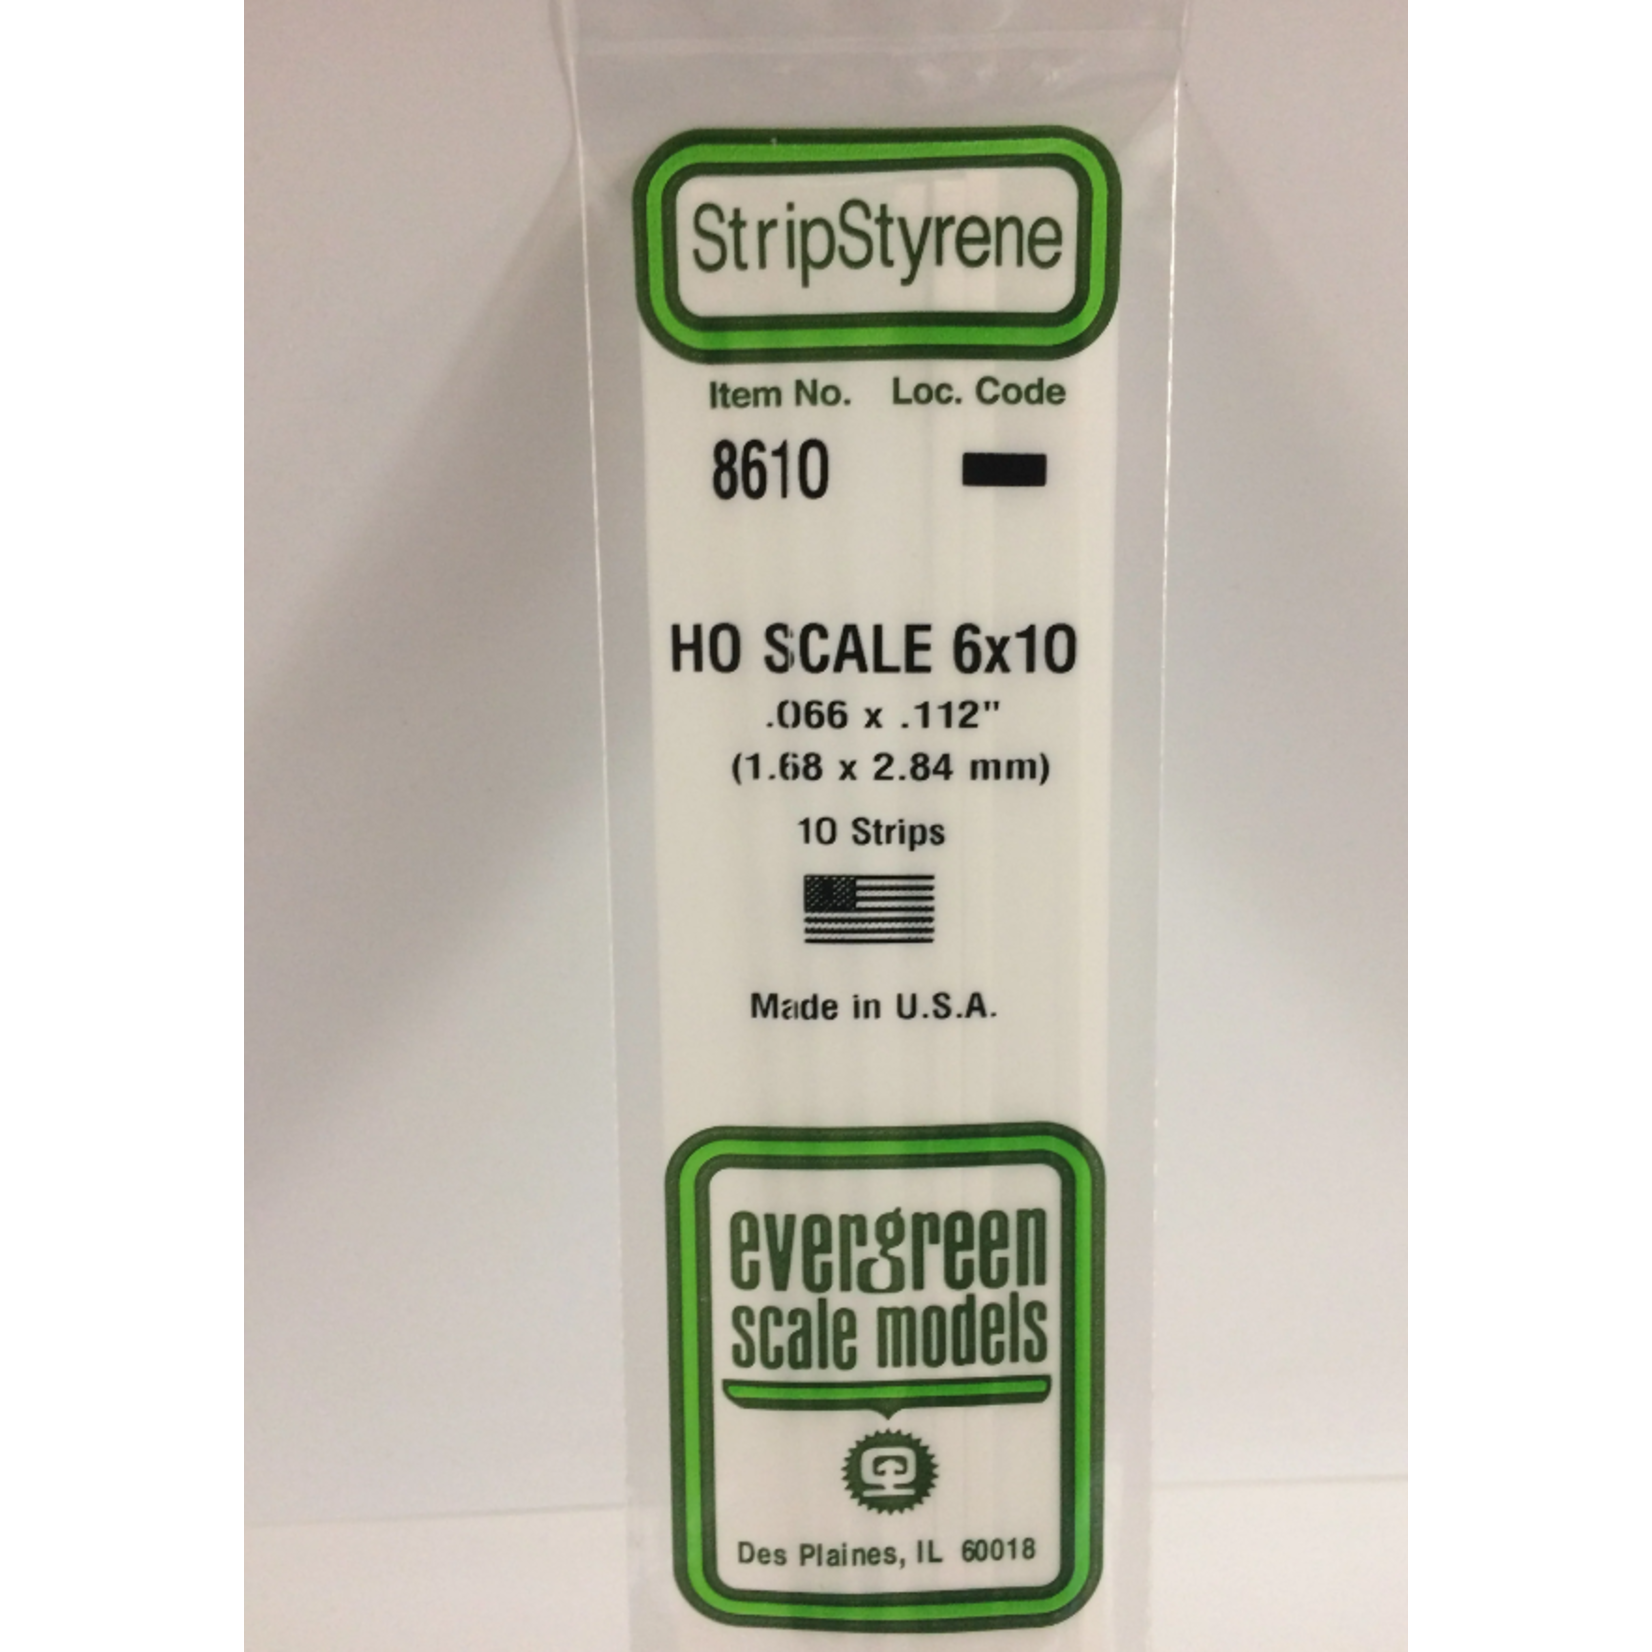 StripStyrene
Item No. Loc. Code
8610
HO SCALE 6x10
.066 x .112"
(1.68 x 2.84 mm)
10 Strips
Made in U.S.A.
evergreen
scale models
Des Plaines, IL 60018